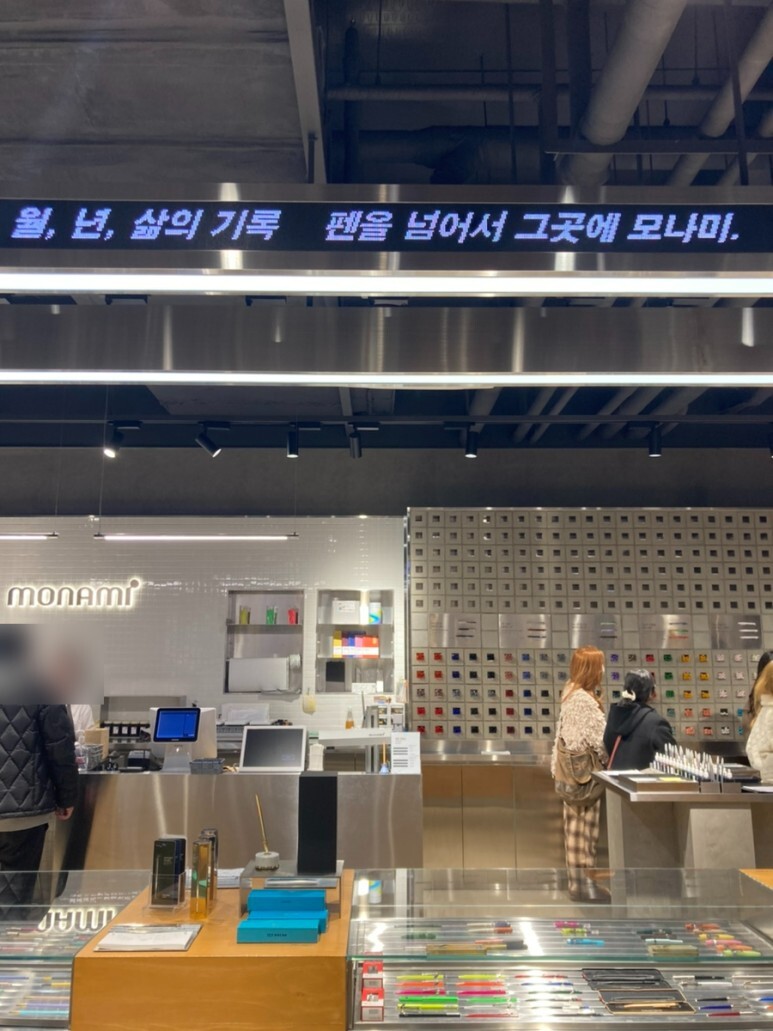 월, 년, 삶의 기록 펜을 넘어서 그곳에 모나미.
monami